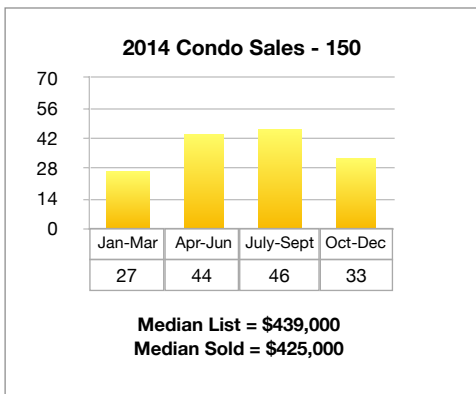 2014 Condo Sales - 150
70
56
42
28
14
0
Jan-Mar Apr-Jun July-Sept Oct-Dec
27 44 46 33
Median List = $439,000
Median Sold = $425,000